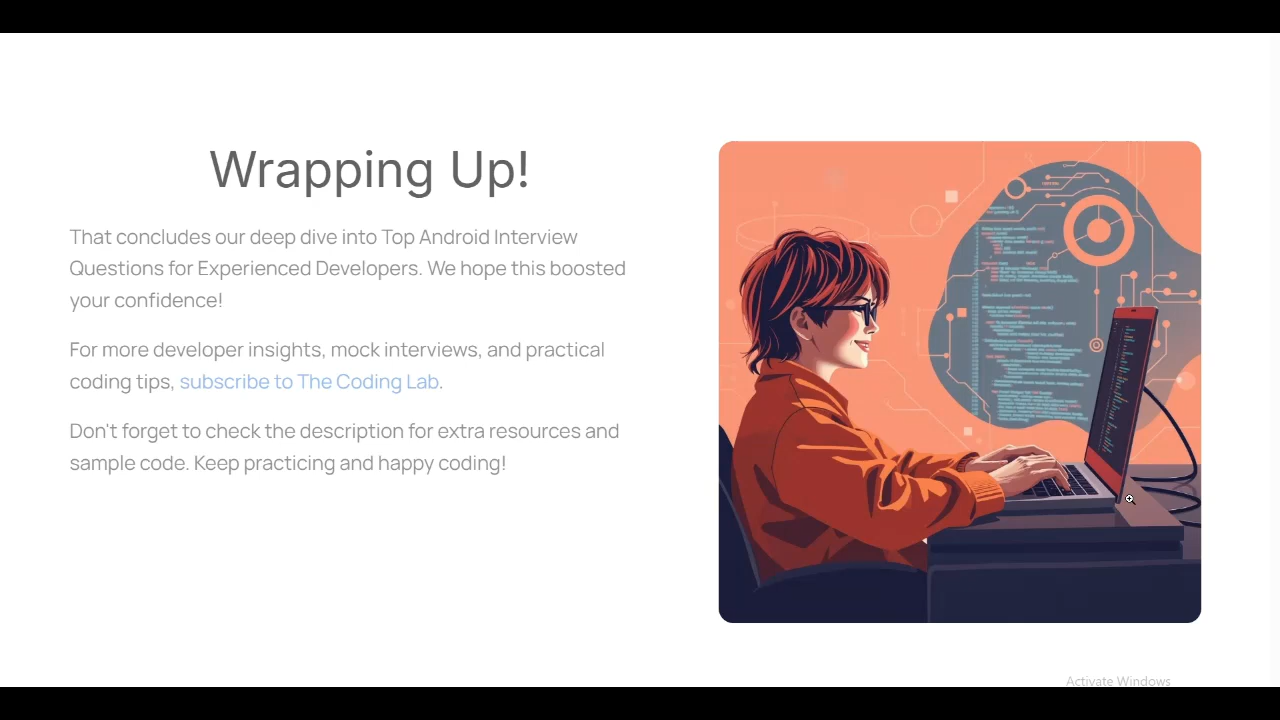 Wrapping Up!
That concludes our deep dive into Top Android Interview
Questions for Experienced Developers. We hope this boosted
your confidence!
For more developer insights, mock interviews, and practical
coding tips, subscribe to The Coding Lab.
Don't forget to check the description for extra resources and
sample code. Keep practicing and happy coding!
Activate Windows